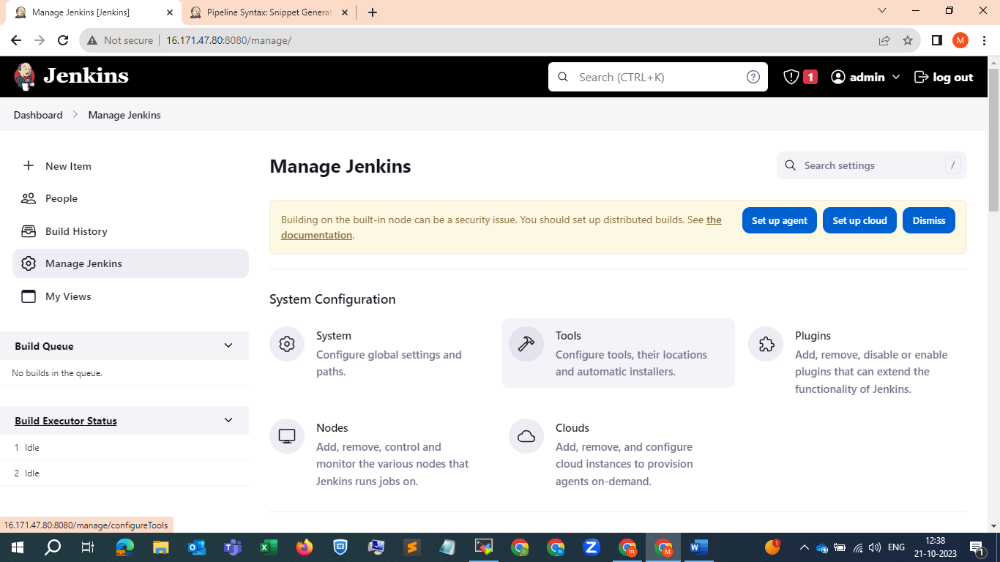 Manage Jenkins [Jenkins]
Pipeline Syntax: Snippet Generat
Not secure
16.171.47.80:8080/manage/
M
Jenkins
Search (CTRL+K)
?
1
admin
log out
Dashboard
Manage Jenkins
New Item
People
Build History
Manage Jenkins
My Views
Build Queue
No builds in the queue.
Build Executor Status
1 Idle
2 Idle
Manage Jenkins
Search settings
/
Building on the built-in node can be a security issue. You should set up distributed builds. See the
documentation.
Set up agent
Set up cloud
Dismiss
System Configuration
System
Configure global settings and
paths.
Tools
Configure tools, their locations
and automatic installers.
Plugins
Add, remove, disable or enable
plugins that can extend the
functionality of Jenkins.
Nodes
Add, remove, control and
monitor the various nodes that
Jenkins runs jobs on.
Clouds
Add, remove, and configure
cloud instances to provision
agents on-demand.
16.171.47.80:8080/manage/configureTools
ENG
12:38
21-10-2023
1